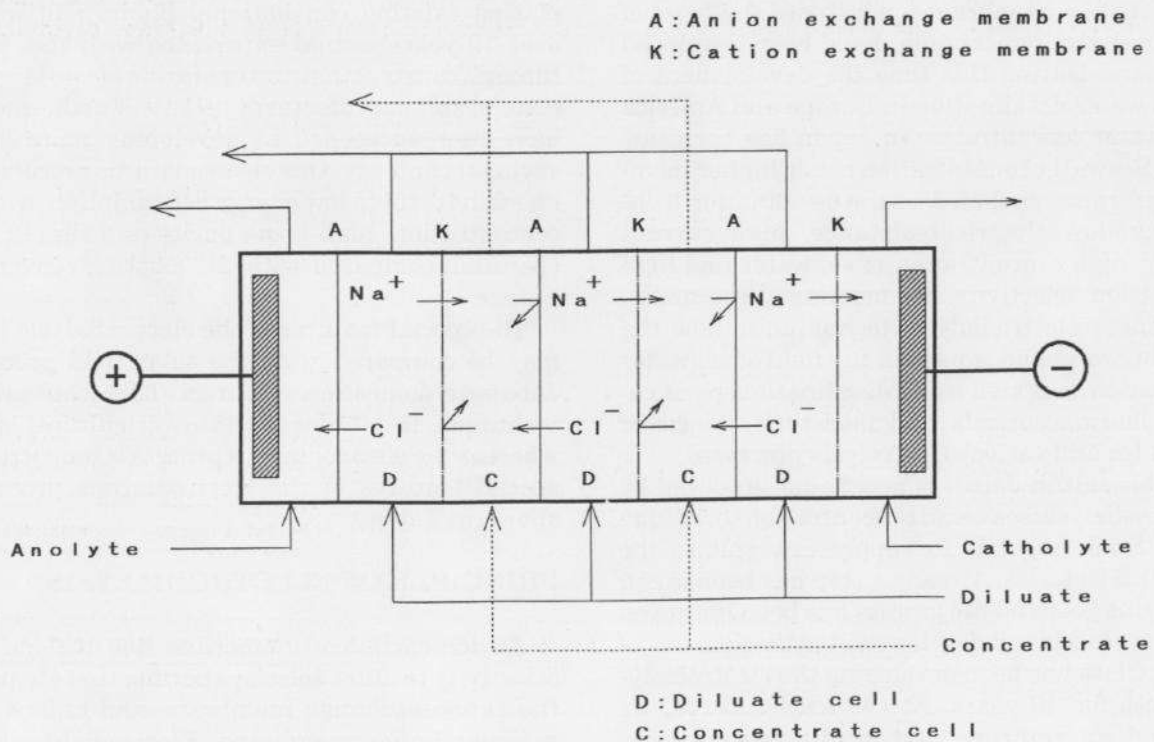 A:Anion exchange membrane
K:Cation exchange membrane
A K A K A K
Na+ Na+ Na+
+ −
Cl− Cl− Cl−
D C D C D
Anolyte
Catholyte
Diluate
Concentrate
D:Diluate cell
C:Concentrate cell